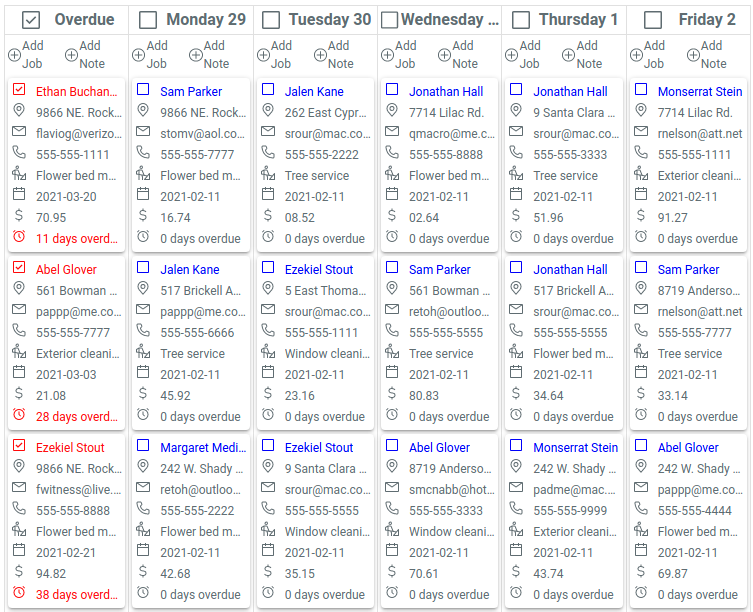 Overdue
Add Job
Add Note
Ethan Buchan...
9866 NE. Rock...
flaviog@verizo...
555-555-1111
Flower bed m...
2021-03-20
70.95
11 days overd...
Abel Glover
561 Bowman ...
pappp@me.co...
555-555-7777
Exterior cleani...
2021-03-03
21.08
28 days overd...
Ezekiel Stout
9866 NE. Rock...
fwitness@live....
555-555-8888
Flower bed m...
2021-02-21
94.82
38 days overd...
Monday 29
Add Job
Add Note
Sam Parker
9866 NE. Rock...
stomv@aol.co...
555-555-7777
Flower bed m...
2021-02-11
16.74
0 days overdue
Jalen Kane
517 Brickell A...
pappp@me.co...
555-555-6666
Tree service
2021-02-11
45.92
0 days overdue
Margaret Medi...
242 W. Shady ...
retoh@outloo...
555-555-2222
Flower bed m...
2021-02-11
42.68
0 days overdue
Tuesday 30
Add Job
Add Note
Jalen Kane
262 East Cypr...
srour@mac.co...
555-555-2222
Tree service
2021-02-11
08.52
0 days overdue
Ezekiel Stout
5 East Thoma...
srour@mac.co...
555-555-1111
Window cleani...
2021-02-11
23.16
0 days overdue
Ezekiel Stout
9 Santa Clara ...
srour@mac.co...
555-555-5555
Window cleani...
2021-02-11
35.15
0 days overdue
Wednesday ...
Add Job
Add Note
Jonathan Hall
7714 Lilac Rd.
qmacro@me.c...
555-555-8888
Flower bed m...
2021-02-11
02.64
0 days overdue
Sam Parker
561 Bowman ...
retoh@outloo...
555-555-5555
Tree service
2021-02-11
80.83
0 days overdue
Abel Glover
8719 Anderso...
smcnabb@hot...
555-555-3333
Window cleani...
2021-02-11
70.61
0 days overdue
Thursday 1
Add Job
Add Note
Jonathan Hall
9 Santa Clara ...
srour@mac.co...
555-555-3333
Tree service
2021-02-11
51.96
0 days overdue
Jonathan Hall
517 Brickell A...
srour@mac.co...
555-555-5555
Flower bed m...
2021-02-11
34.64
0 days overdue
Monserrat Stein
242 W. Shady ...
padme@mac....
555-555-9999
Exterior cleani...
2021-02-11
43.74
0 days overdue
Friday 2
Add Job
Add Note
Monserrat Stein
7714 Lilac Rd.
rnelson@att.net
555-555-1111
Exterior cleani...
2021-02-11
91.27
0 days overdue
Sam Parker
8719 Anderso...
rnelson@att.net
555-555-7777
Tree service
2021-02-11
33.14
0 days overdue
Abel Glover
242 W. Shady ...
pappp@me.co...
555-555-4444
Flower bed m...
2021-02-11
69.87
0 days overdue